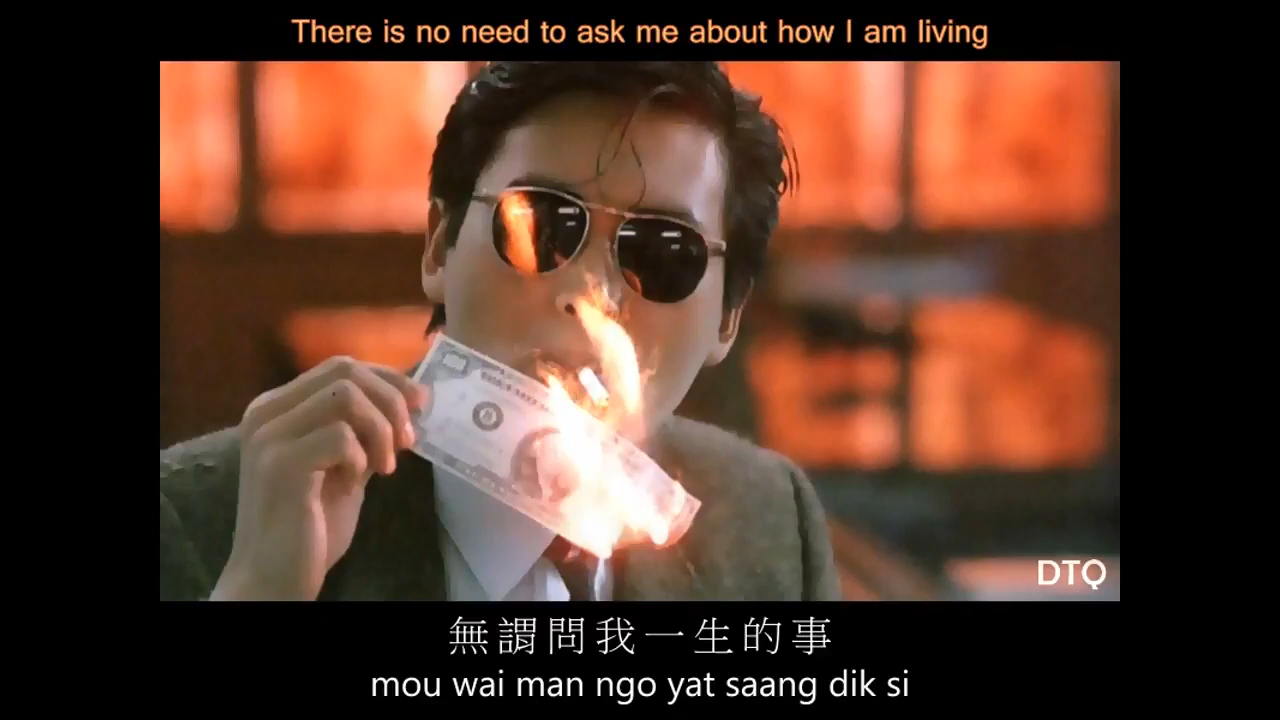 There is no need to ask me about how I am living
DTQ
無謂問我一生的事
mou wai man ngo yat saang dik si